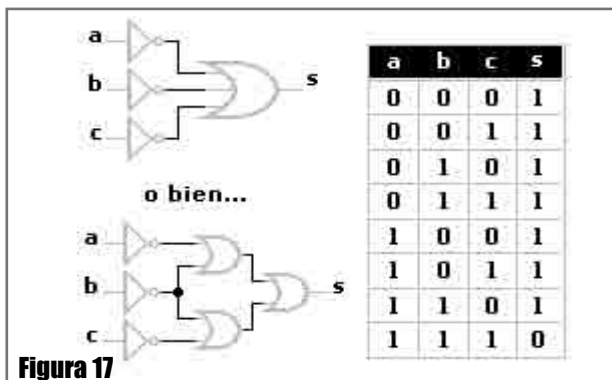 a
b
c
s
o bien...
a
b
c
s
Figura 17
a b c s
0 0 0 1
0 0 1 1
0 1 0 1
0 1 1 1
1 0 0 1
1 0 1 1
1 1 0 1
1 1 1 0